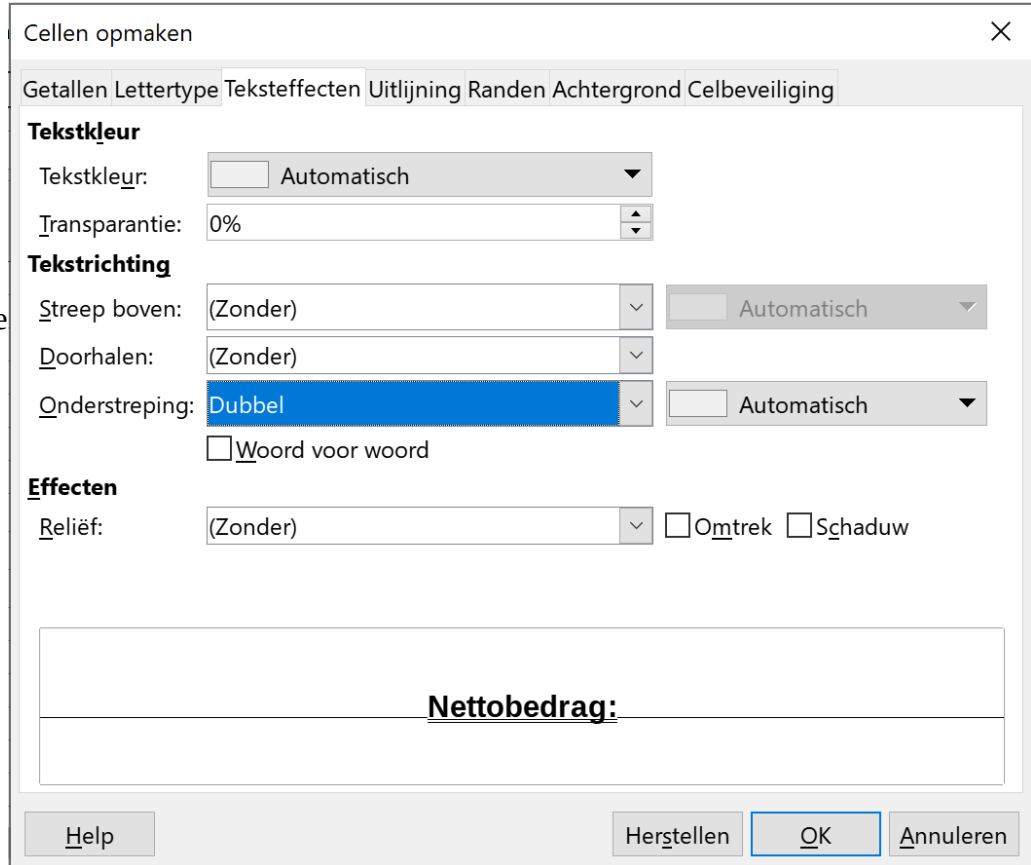 Cellen opmaken
Getallen Lettertype Teksteffecten Uitlijning Randen Achtergrond Celbeveiliging
Tekstkleur
Tekstkleur: Automatisch
Transparantie: 0%
Tekstrichting
Streep boven: (Zonder) Automatisch
Doorhalen: (Zonder)
Onderstreping: Dubbel Automatisch
Woord voor woord
Effecten
Reliëf: (Zonder) Omtrek Schaduw
Nettobedrag:
Help Herstellen OK Annuleren